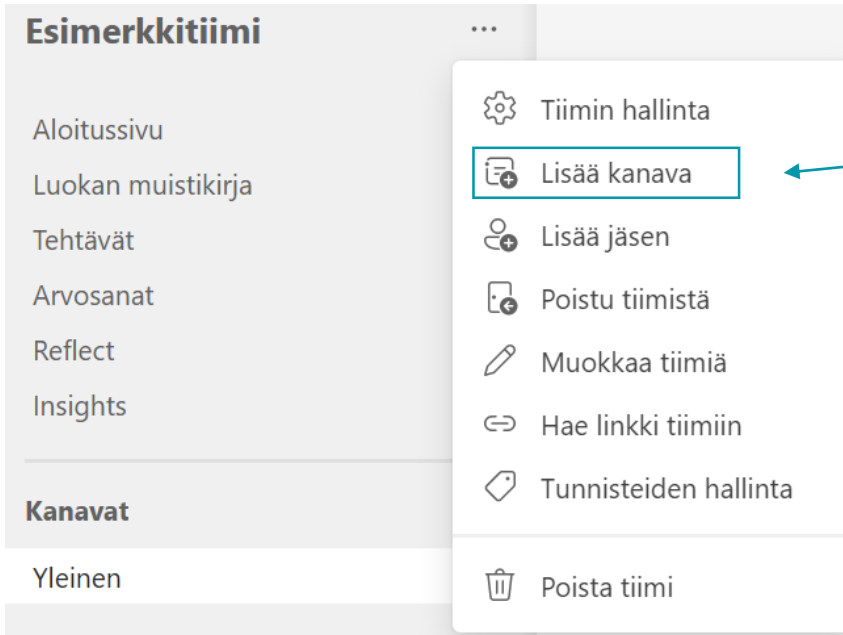 Esimerkkitiimi
Aloitussivu
Luokan muistikirja
Tehtävät
Arvosanat
Reflect
Insights
Kanavat
Yleinen
Tiimin hallinta
Lisää kanava
Lisää jäsen
Poistu tiimistä
Muokkaa tiimiä
Hae linkki tiimiin
Tunnisteiden hallinta
Poista tiimi